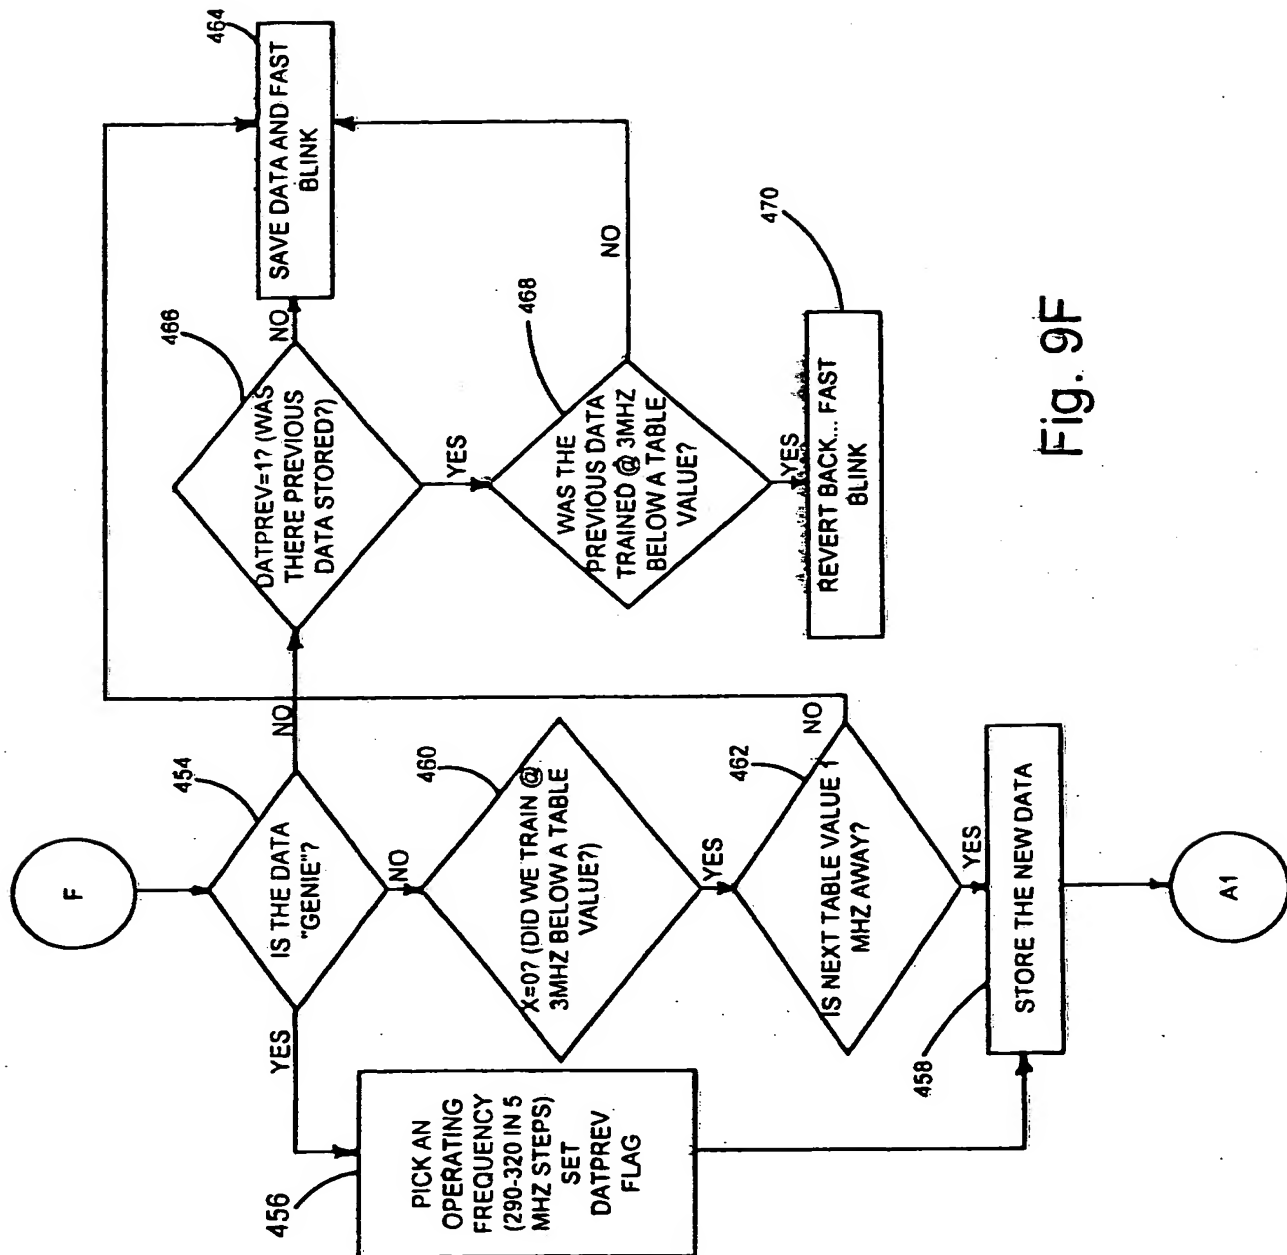 F
454
IS THE DATA
"GENIE"?
YES
NO
NO
456
PICK AN
OPERATING
FREQUENCY
(290-320 IN 5
MHZ STEPS)
SET
DATPREV
FLAG
460
X=0? (DID WE TRAIN @
3MHZ BELOW A TABLE
VALUE?)
YES
462
IS NEXT TABLE VALUE 1
MHZ AWAY?
NO
YES
458
STORE THE NEW DATA
A1
466
DATPREV=1? (WAS
THERE PREVIOUS
DATA STORED?)
NO
YES
464
SAVE DATA AND FAST
BLINK
468
WAS THE
PREVIOUS DATA
TRAINED @ 3MHZ
BELOW A TABLE
VALUE?
NO
YES
470
REVERT BACK... FAST
BLINK
Fig. 9F